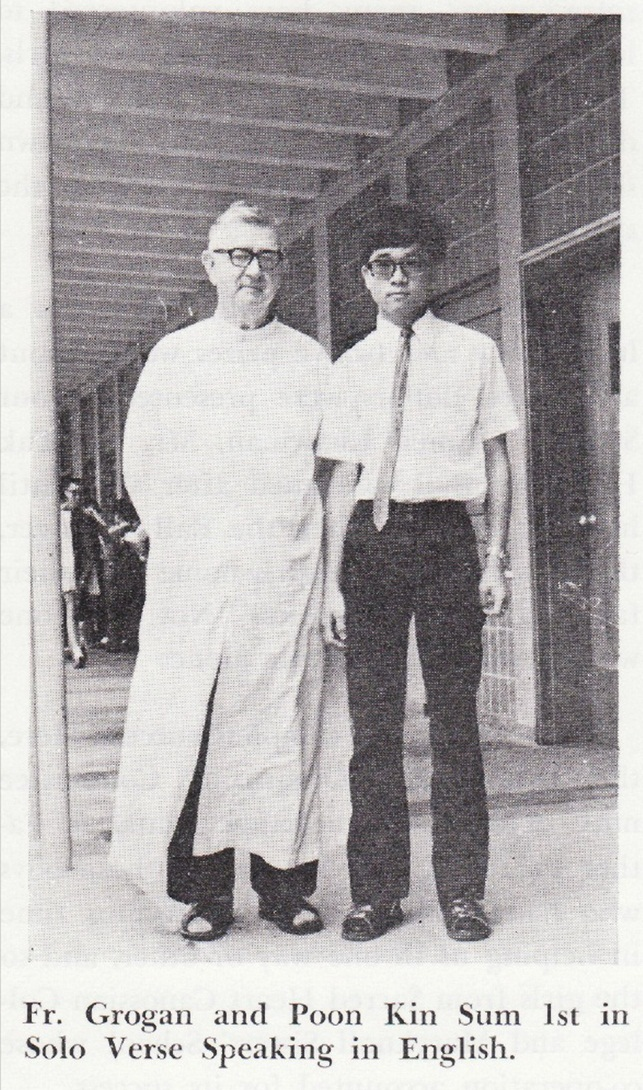 Fr. Grogan and Poon Kin Sum 1st in
Solo Verse Speaking in English.